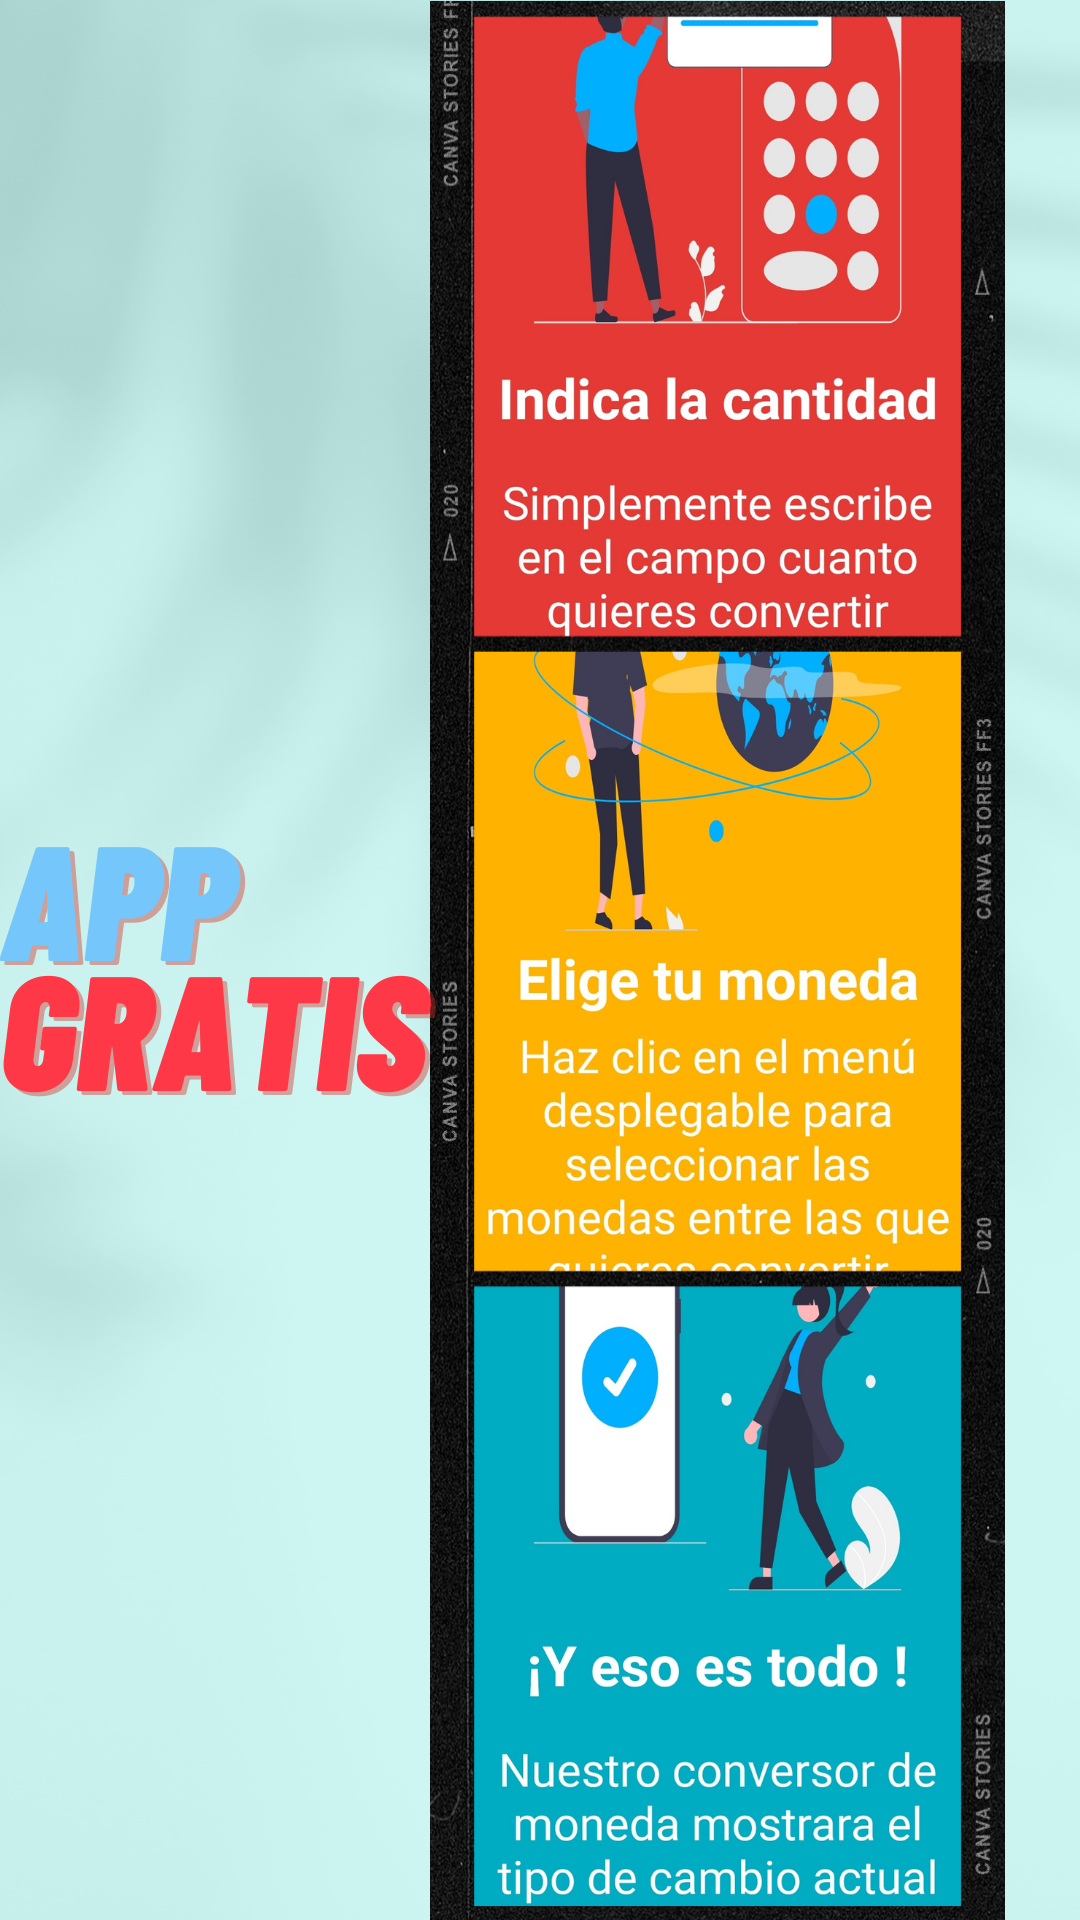 CANVA STORIES FF
Indica la cantidad
020
Simplemente escribe
en el campo cuanto
quieres convertir
CANVA STORIES FF3
APP
GRATIS
Elige tu moneda
CANVA STORIES
Haz clic en el menú
desplegable para
seleccionar las
monedas entre las que
quieres convertir
020
¡Y eso es todo !
CANVA STORIES
Nuestro conversor de
moneda mostrara el
tipo de cambio actual